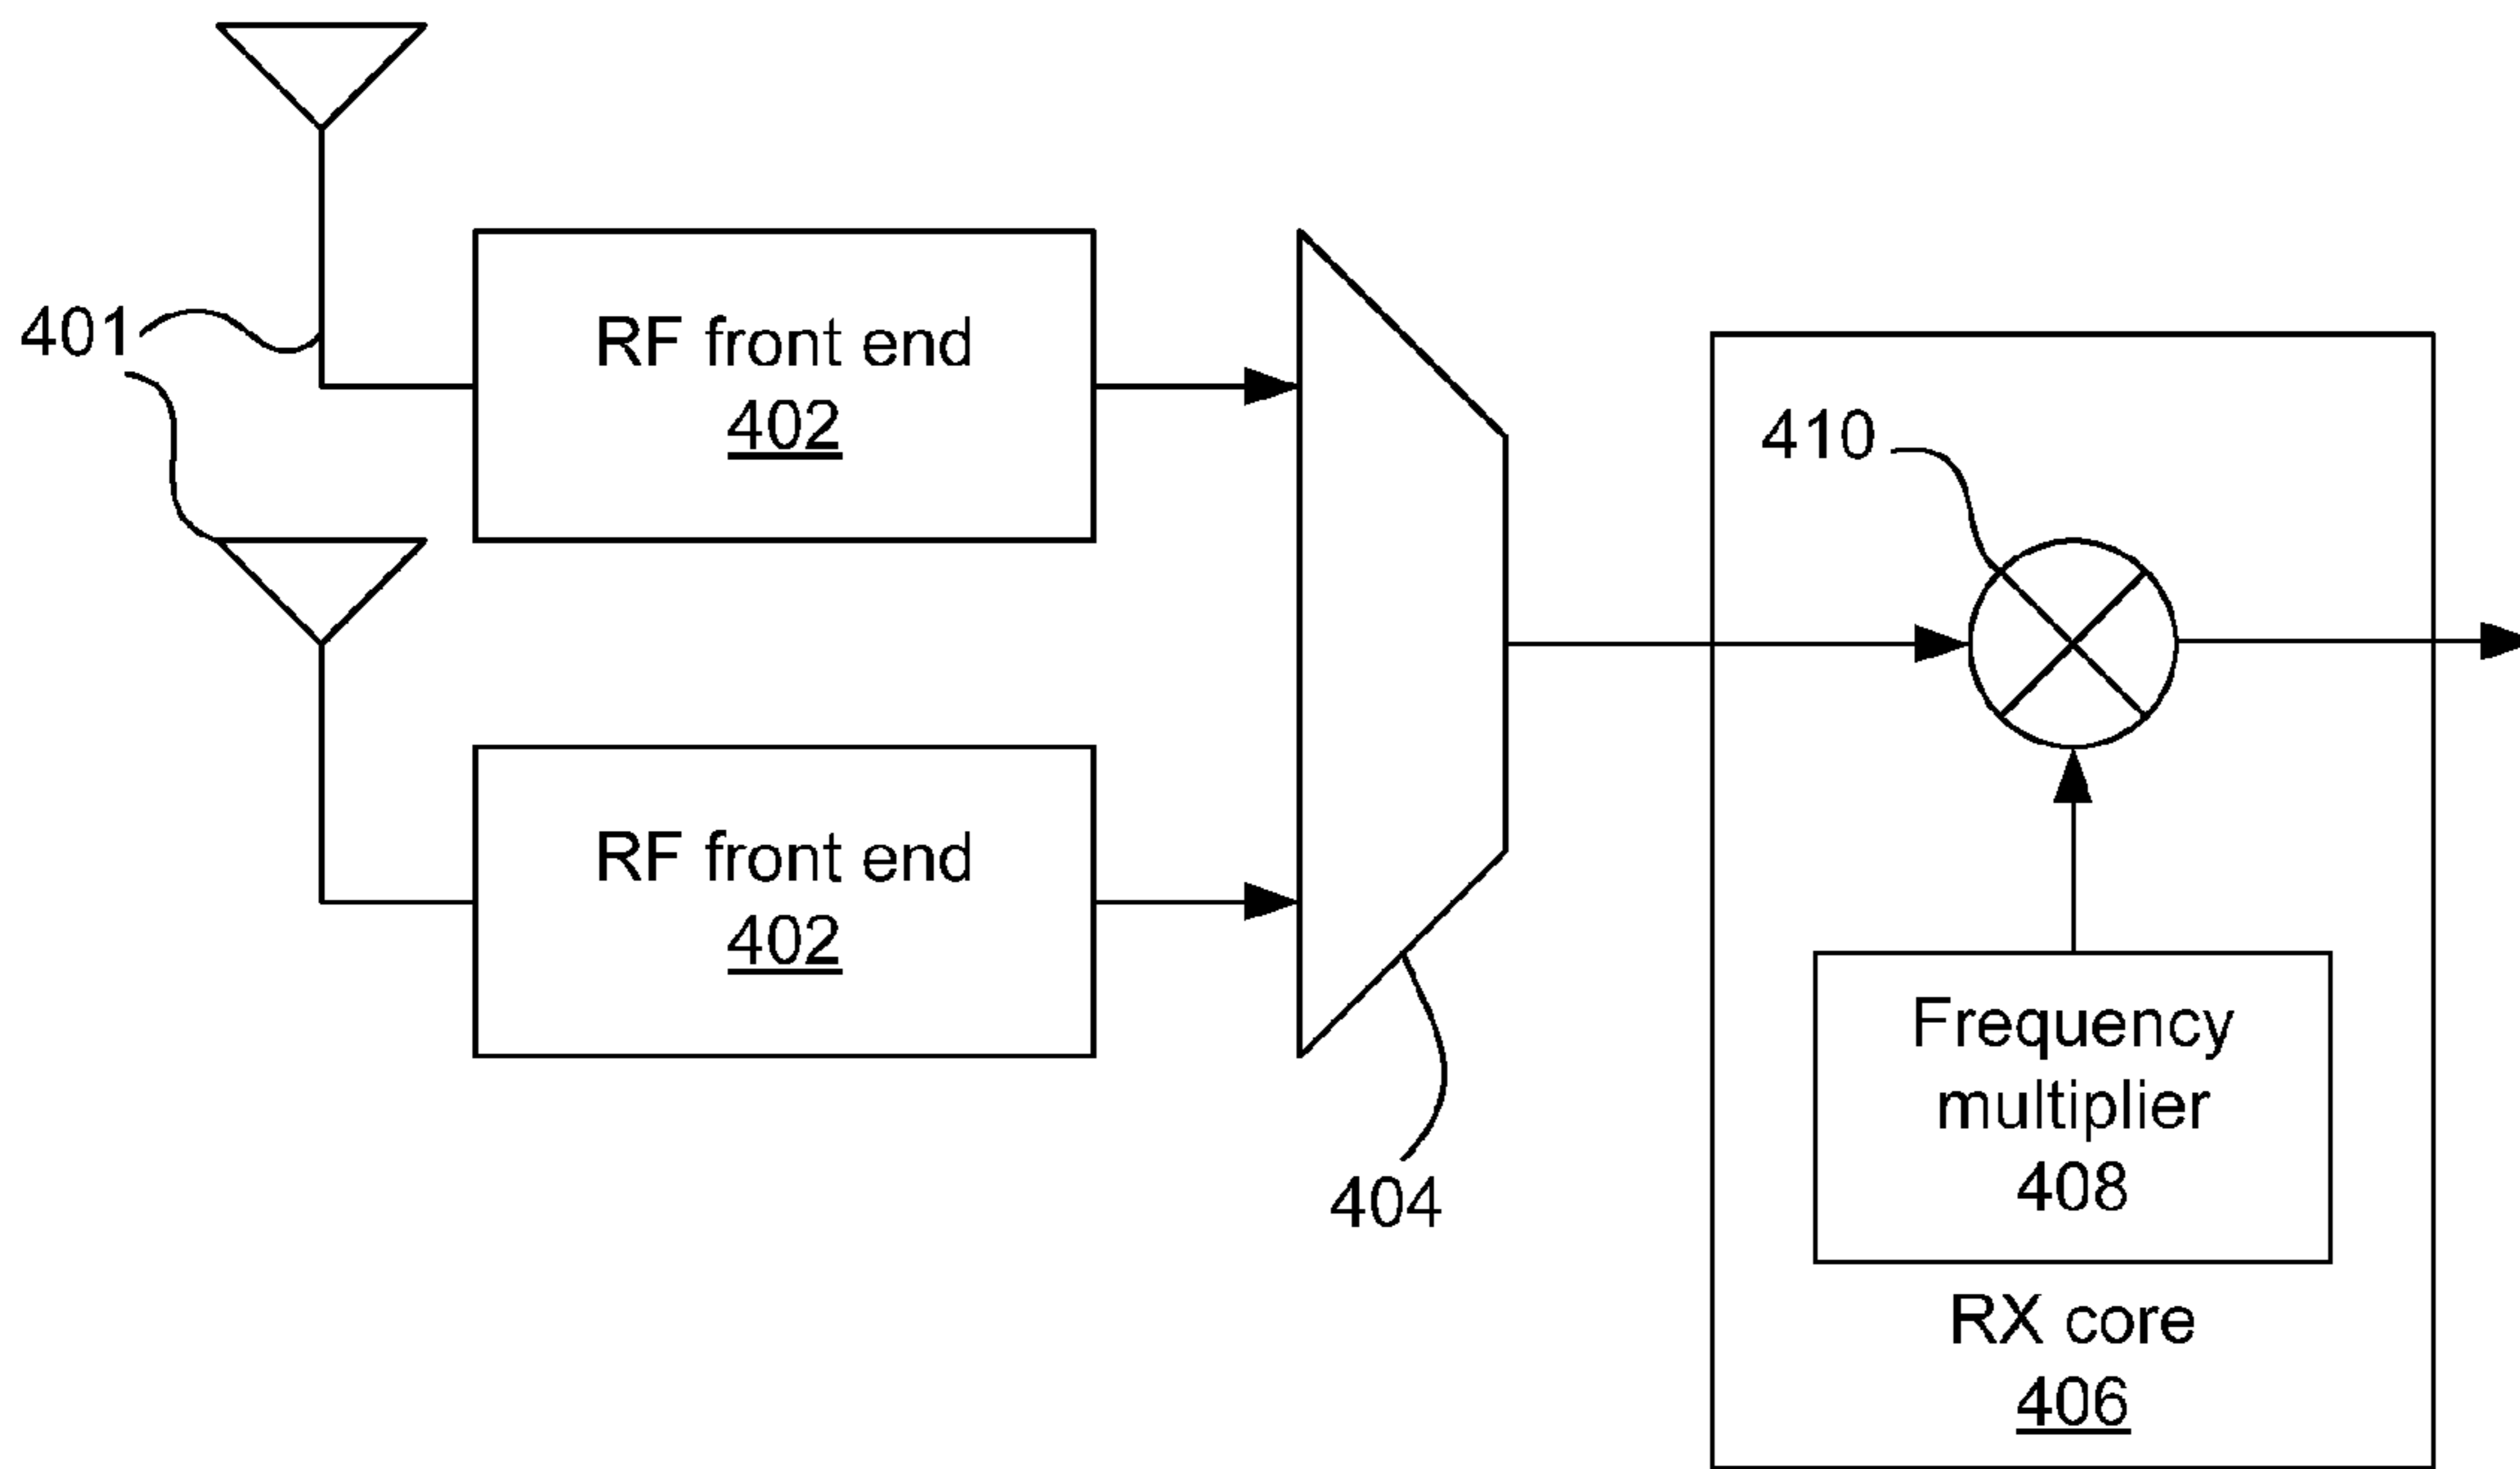 401
RF front end
402
410
RF front end
402
404
Frequency
multiplier
408
RX core
406